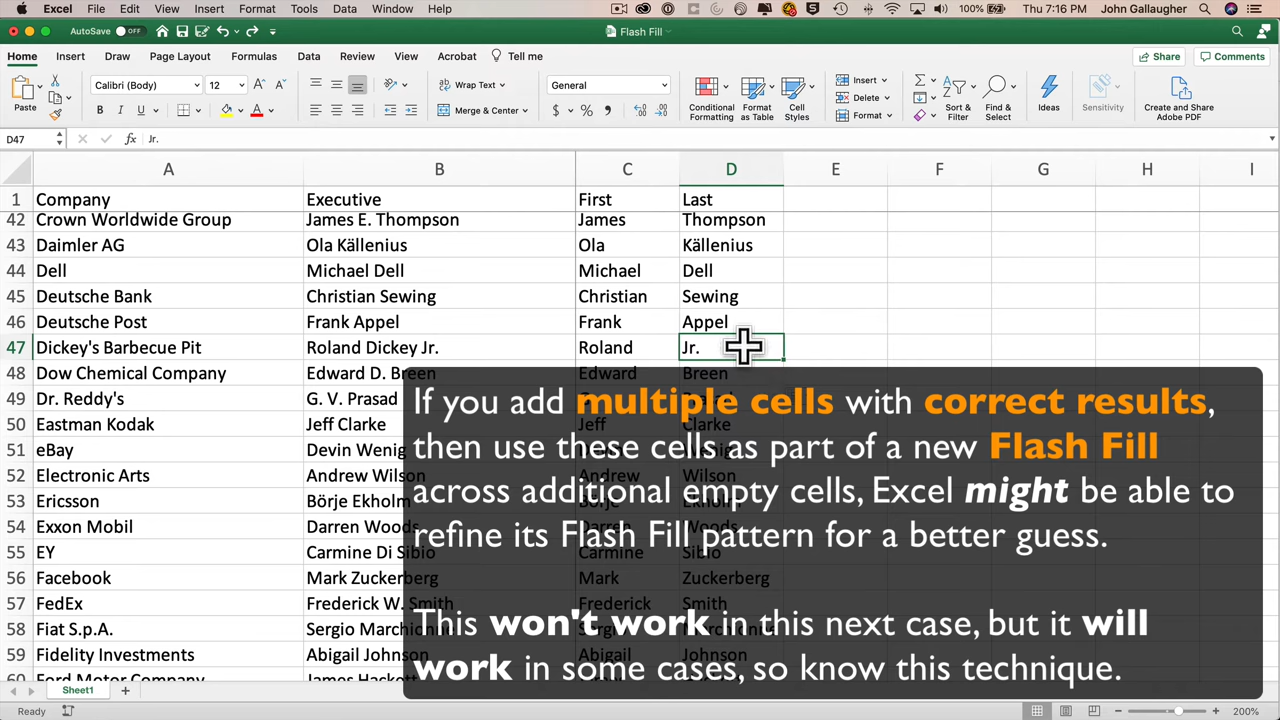 Excel File Edit View Insert Format Tools Data Window Help 100% Thu 7:16 PM John Gallaugher
AutoSave OFF Flash Fill
Home Insert Draw Page Layout Formulas Data Review View Acrobat Tell me Share Comments
Paste Calibri (Body) 12 Wrap Text General Insert
B I U Merge & Center $ % Conditional Formatting Format as Table Cell Styles Delete Format Sort & Filter Find & Select Ideas Sensitivity Create and Share Adobe PDF
D47 fx Jr.
A B C D E F G H I
1 Company Executive First Last
42 Crown Worldwide Group James E. Thompson James Thompson
43 Daimler AG Ola Källenius Ola Källenius
44 Dell Michael Dell Michael Dell
45 Deutsche Bank Christian Sewing Christian Sewing
46 Deutsche Post Frank Appel Frank Appel
47 Dickey's Barbecue Pit Roland Dickey Jr. Roland Jr.
48 Dow Chemical Company Edward D. Breen Edward Breen
49 Dr. Reddy's G. V. Prasad
50 Eastman Kodak Jeff Clarke Jeff Clarke
51 eBay Devin Wenig
52 Electronic Arts Andrew Wilson Andrew Wilson
53 Ericsson Börje Ekholm
54 Exxon Mobil Darren Woods Darren Woods
55 EY Carmine Di Sibio Carmine Sibio
56 Facebook Mark Zuckerberg Mark Zuckerberg
57 FedEx Frederick W. Smith Frederick Smith
58 Fiat S.p.A. Sergio Marchionne
59 Fidelity Investments Abigail Johnson Abigail Johnson
60 Ford Motor Company James Hackett
If you add multiple cells with correct results,
then use these cells as part of a new Flash Fill
across additional empty cells, Excel might be able to
refine its Flash Fill pattern for a better guess.
This won't work in this next case, but it will
work in some cases, so know this technique.
Sheet1
Ready 200%